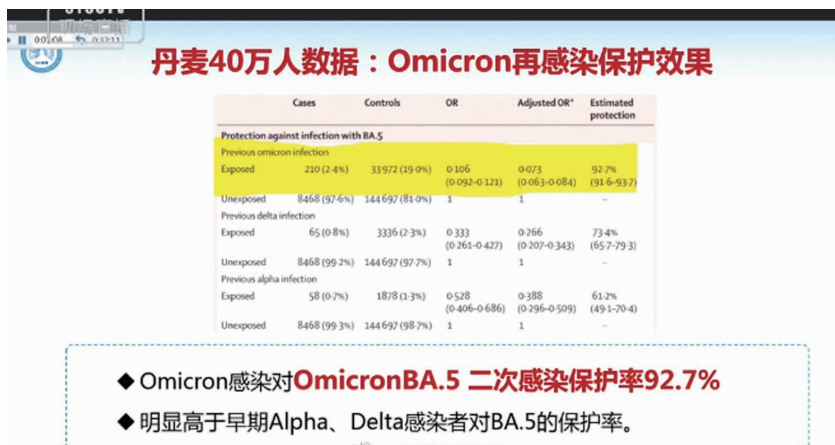 0:02:08 0:37:11
丹麦40万人数据：Omicron再感染保护效果
Cases Controls OR Adjusted OR* Estimated protection
Protection against infection with BA.5
Previous omicron infection
Exposed 210 (2·4%) 33 972 (19·0%) 0·106 (0·092–0·121) 0·073 (0·063–0·084) 92·7% (91·6–93·7)
Unexposed 8468 (97·6%) 144 697 (81·0%) 1 1 –
Previous delta infection
Exposed 65 (0·8%) 3336 (2·3%) 0·333 (0·261–0·427) 0·266 (0·207–0·343) 73·4% (65·7–79·3)
Unexposed 8468 (99·2%) 144 697 (97·7%) 1 1 –
Previous alpha infection
Exposed 58 (0·7%) 1878 (1·3%) 0·528 (0·406–0·686) 0·388 (0·296–0·509) 61·2% (49·1–70·4)
Unexposed 8468 (99·3%) 144 697 (98·7%) 1 1 –
◆Omicron感染对OmicronBA.5 二次感染保护率92.7%
◆明显高于早期Alpha、Delta感染者对BA.5的保护率。